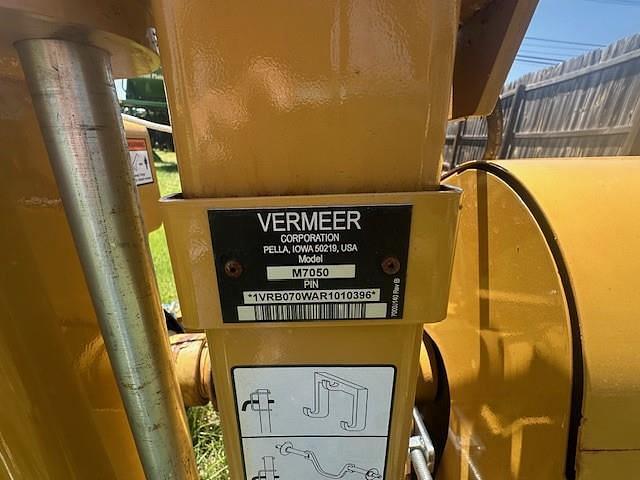 VERMEER
CORPORATION
PELLA, IOWA 50219, USA
Model
M7050
PIN
*1VRB070WAR1010396*